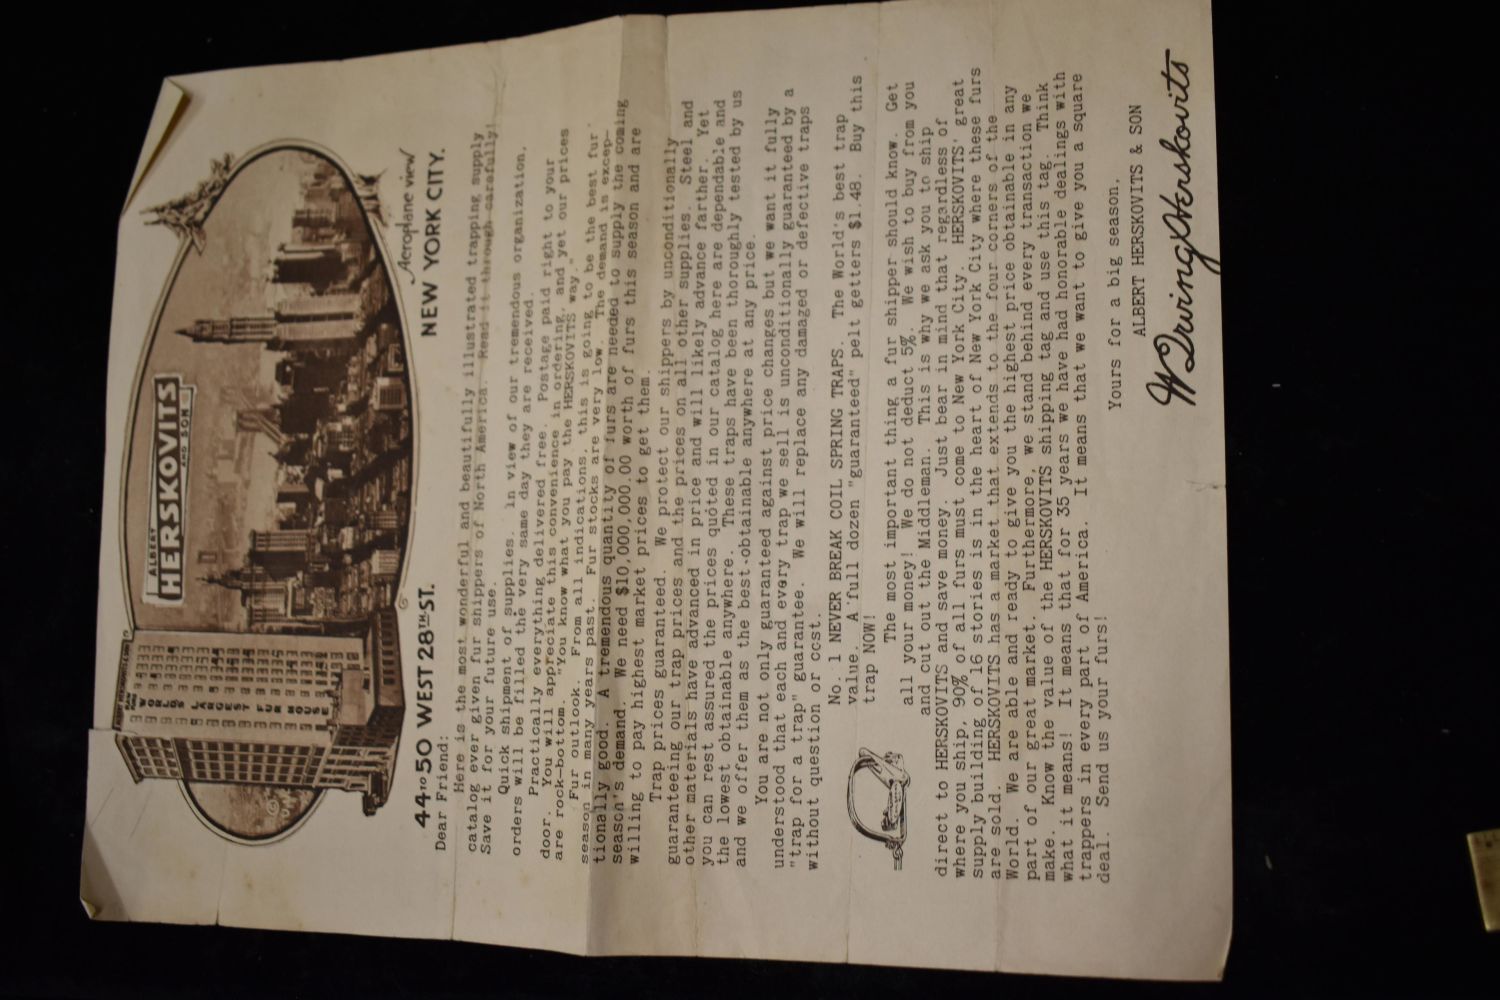 ALBERT
HERSKOVITS
AND SON
ALBERT HERSKOVITS & SON
WORLD'S LARGEST FUR HOUSE
Aeroplane view
44 TO 50 WEST 28TH ST. NEW YORK CITY.
Dear Friend:
Here is the most wonderful and beautifully illustrated trapping supply
catalog ever given fur shippers of North America. Read it through carefully!
Save it for your future use.
Quick shipment of supplies. In view of our tremendous organization,
orders will be filled the very same day they are received.
Practically everything delivered free. Postage paid right to your
door. You will appreciate this convenience in ordering, and yet our prices
are rock-bottom. "You know what you pay the HERSKOVITS way."
Fur outlook. From all indications, this is going to be the best fur
season in many years past. Fur stocks are very low. The demand is excep-
tionally good. A tremendous quantity of furs are needed to supply the coming
season's demand. We need $10,000,000.00 worth of furs this season and are
willing to pay highest market prices to get them.
Trap prices guaranteed. We protect our shippers by unconditionally
guaranteeing our trap prices and the prices on all other supplies. Steel and
other materials have advanced in price and will likely advance farther. Yet
you can rest assured the prices quoted in our catalog here are dependable and
the lowest obtainable anywhere. These traps have been thoroughly tested by us
and we offer them as the best obtainable anywhere at any price.
You are not only guaranteed against price changes but we want it fully
understood that each and every trap we sell is unconditionally guaranteed by a
"trap for a trap" guarantee. We will replace any damaged or defective traps
without question or cost.
No. 1 NEVER BREAK COIL SPRING TRAPS. The World's best trap
value. A full dozen "guaranteed" pelt getters $1.48. Buy this
trap NOW!
The most important thing a fur shipper should know. Get
all your money! We do not deduct 5%. We wish to buy from you
and cut out the Middleman. This is why we ask you to ship
direct to HERSKOVITS and save money. Just bear in mind that regardless of
where you ship, 90% of all furs must come to New York City. HERSKOVITS' great
supply building of 16 stories is in the heart of New York City where these furs
are sold. HERSKOVITS has a market that extends to the four corners of the
World. We are able and ready to give you the highest price obtainable in any
part of our great market. Furthermore, we stand behind every transaction we
make. Know the value of the HERSKOVITS shipping tag and use this tag. Think
what it means! It means that for 35 years we have had honorable dealings with
trappers in every part of America. It means that we want to give you a square
deal. Send us your furs!
Yours for a big season,
ALBERT HERSKOVITS & SON
W Irving Herskovits